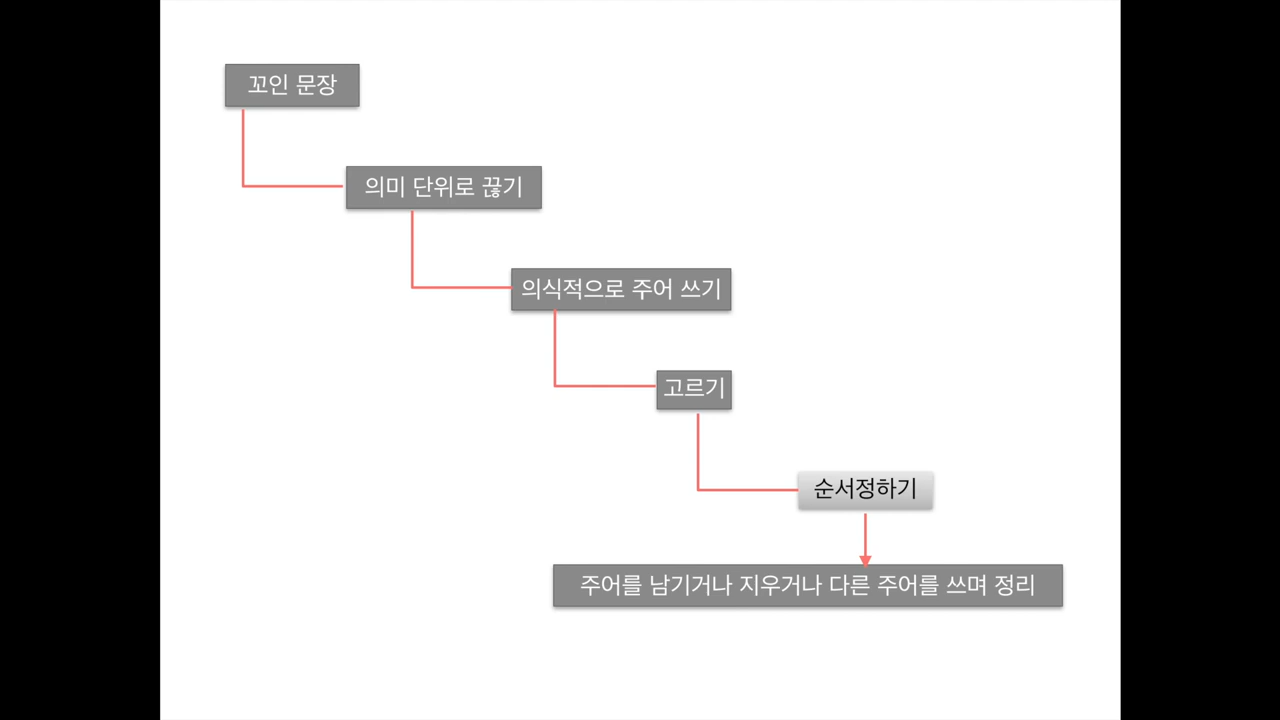 꼬인 문장
의미 단위로 끊기
의식적으로 주어 쓰기
고르기
순서정하기
주어를 남기거나 지우거나 다른 주어를 쓰며 정리